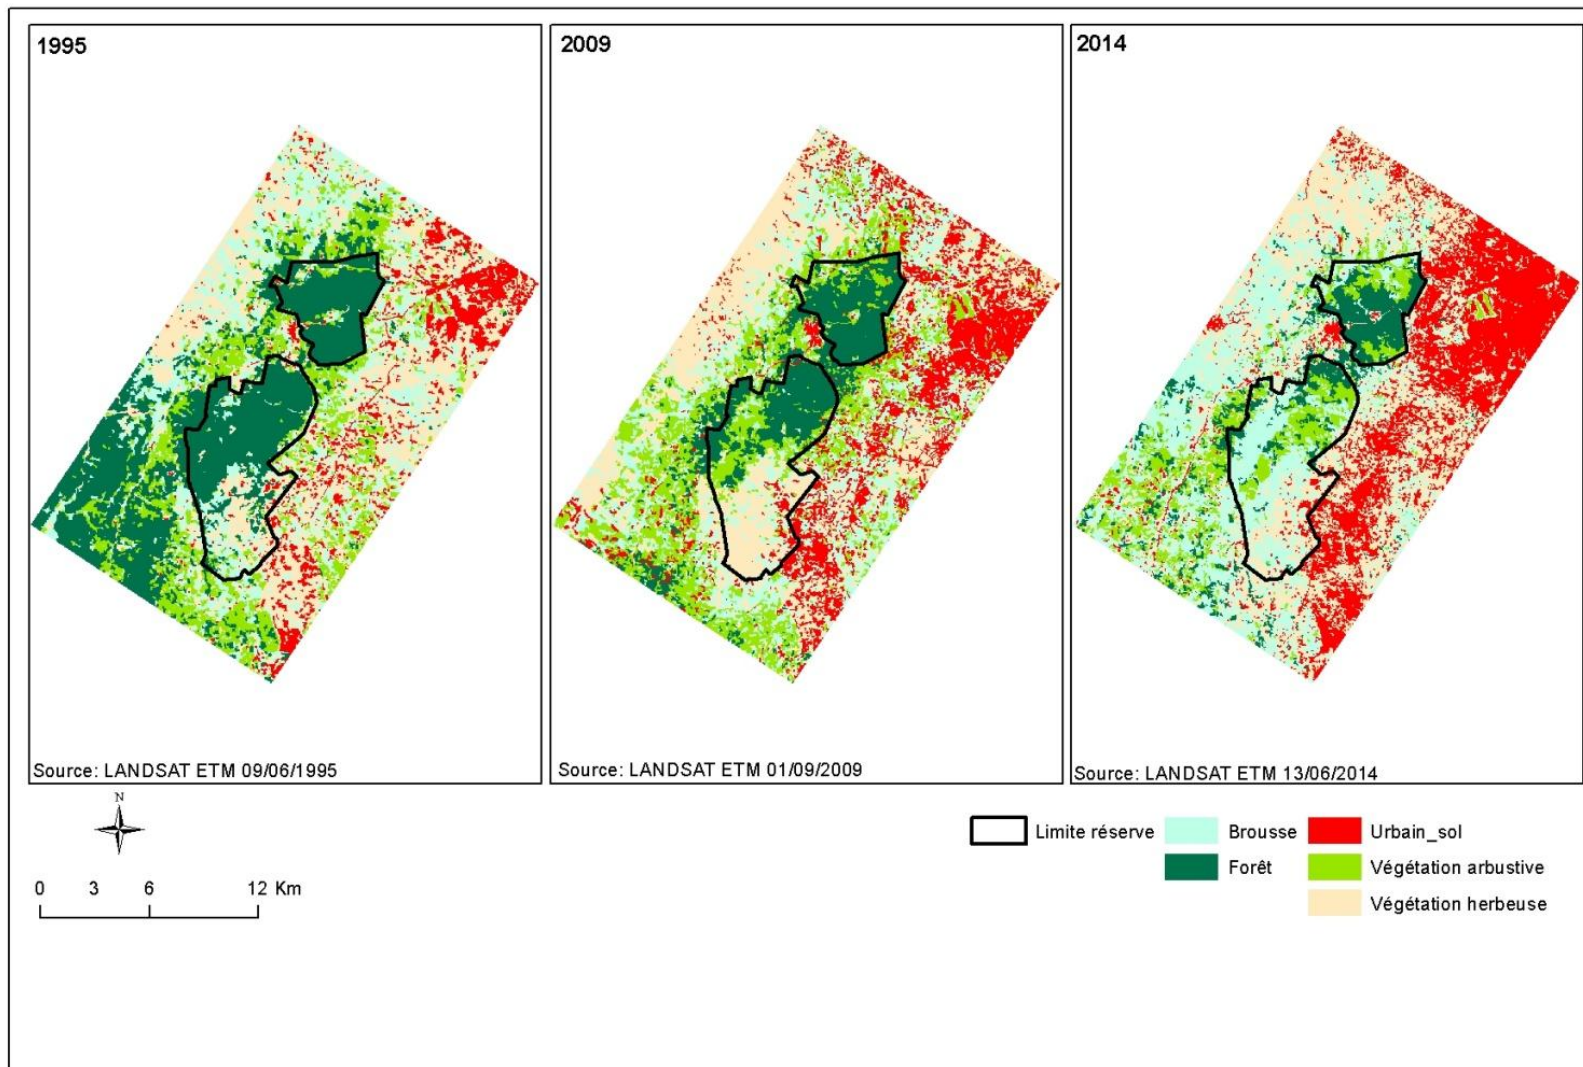 1995
2009
2014
Source: LANDSAT ETM 09/06/1995
Source: LANDSAT ETM 01/09/2009
Source: LANDSAT ETM 13/06/2014
N
0 3 6 12 Km
Limite réserve
Brousse
Forêt
Urbain_sol
Végétation arbustive
Végétation herbeuse